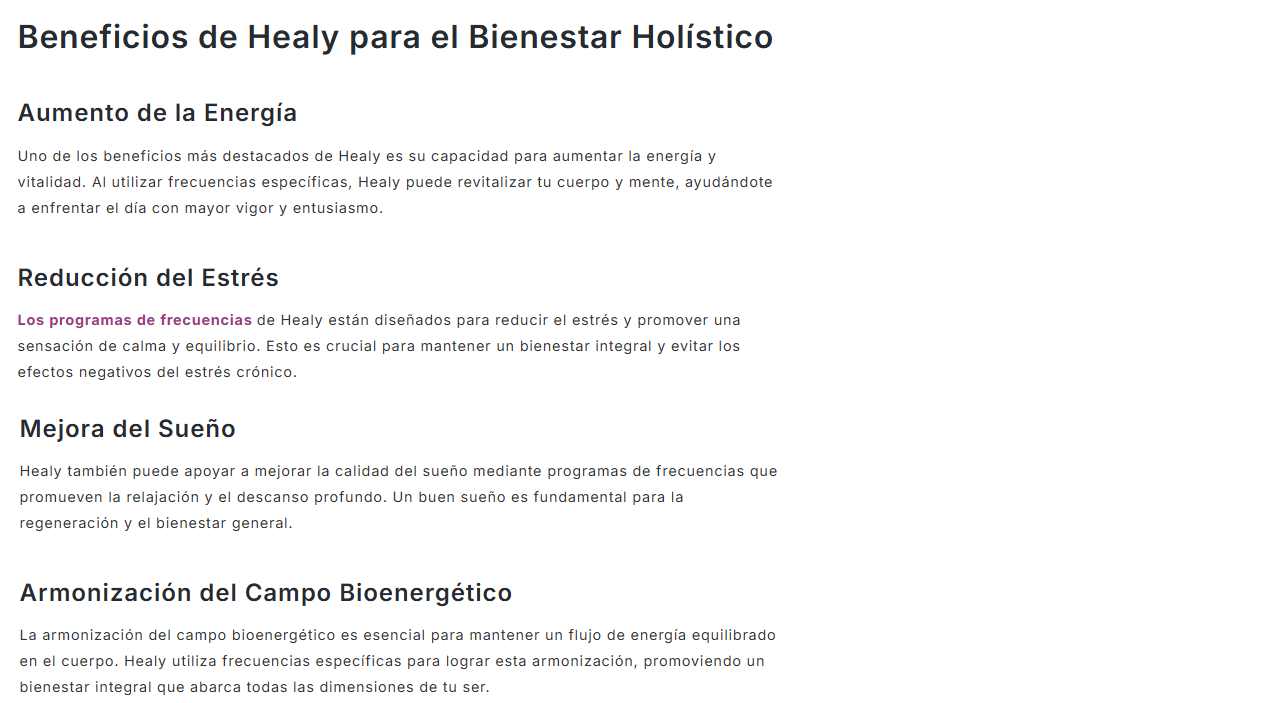 Beneficios de Healy para el Bienestar Holístico
Aumento de la Energía
Uno de los beneficios más destacados de Healy es su capacidad para aumentar la energía y
vitalidad. Al utilizar frecuencias específicas, Healy puede revitalizar tu cuerpo y mente, ayudándote
a enfrentar el día con mayor vigor y entusiasmo.
Reducción del Estrés
Los programas de frecuencias de Healy están diseñados para reducir el estrés y promover una
sensación de calma y equilibrio. Esto es crucial para mantener un bienestar integral y evitar los
efectos negativos del estrés crónico.
Mejora del Sueño
Healy también puede apoyar a mejorar la calidad del sueño mediante programas de frecuencias que
promueven la relajación y el descanso profundo. Un buen sueño es fundamental para la
regeneración y el bienestar general.
Armonización del Campo Bioenergético
La armonización del campo bioenergético es esencial para mantener un flujo de energía equilibrado
en el cuerpo. Healy utiliza frecuencias específicas para lograr esta armonización, promoviendo un
bienestar integral que abarca todas las dimensiones de tu ser.